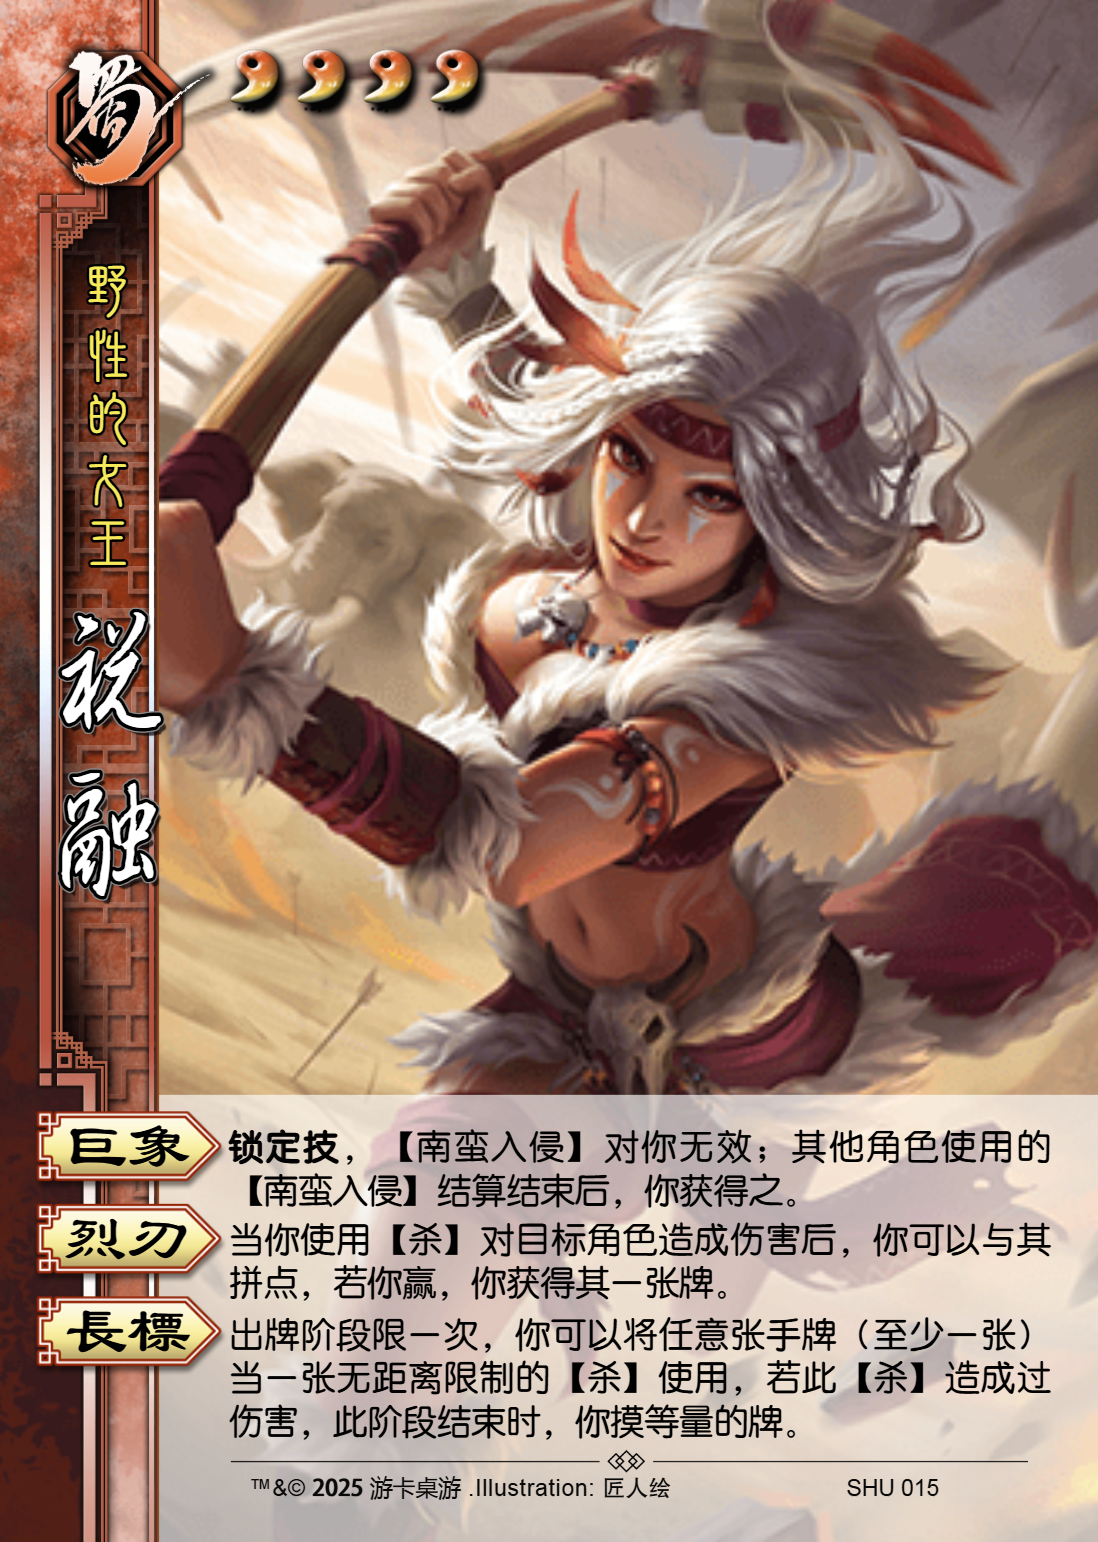 蜀
野性的女王
祝融
巨象
锁定技，【南蛮入侵】对你无效；其他角色使用的
【南蛮入侵】结算结束后，你获得之。
烈刃
当你使用【杀】对目标角色造成伤害后，你可以与其
拼点，若你赢，你获得其一张牌。
長標
出牌阶段限一次，你可以将任意张手牌（至少一张）
当一张无距离限制的【杀】使用，若此【杀】造成过
伤害，此阶段结束时，你摸等量的牌。
™&© 2025 游卡桌游 .Illustration: 匠人绘
SHU 015